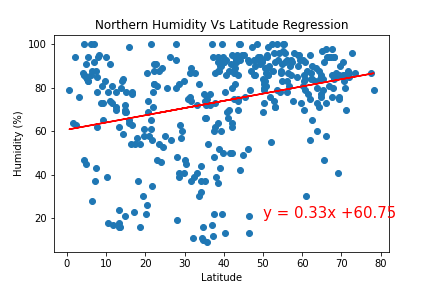 Northern Humidity Vs Latitude Regression
100
80
60
40
20
Humidity (%)
y = 0.33x +60.75
0 10 20 30 40 50 60 70 80
Latitude